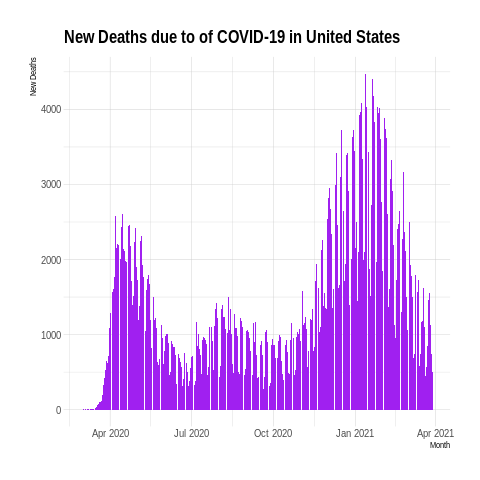 New Deaths due to of COVID-19 in United States
New Deaths
4000
3000
2000
1000
0
Apr 2020 Jul 2020 Oct 2020 Jan 2021 Apr 2021
Month